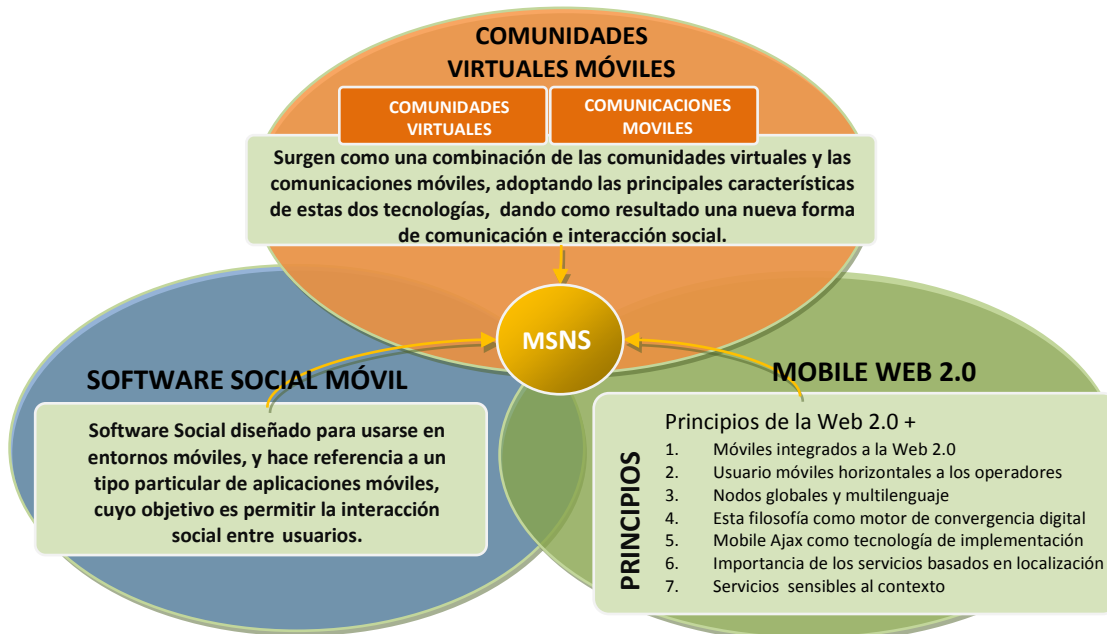 COMUNIDADES
VIRTUALES MÓVILES
COMUNIDADES
VIRTUALES
COMUNICACIONES
MOVILES
Surgen como una combinación de las comunidades virtuales y las
comunicaciones móviles, adoptando las principales características
de estas dos tecnologías, dando como resultado una nueva forma
de comunicación e interacción social.
MSNS
SOFTWARE SOCIAL MÓVIL
Software Social diseñado para usarse en
entornos móviles, y hace referencia a un
tipo particular de aplicaciones móviles,
cuyo objetivo es permitir la interacción
social entre usuarios.
MOBILE WEB 2.0
PRINCIPIOS
Principios de la Web 2.0 +
1. Móviles integrados a la Web 2.0
2. Usuario móviles horizontales a los operadores
3. Nodos globales y multilenguaje
4. Esta filosofía como motor de convergencia digital
5. Mobile Ajax como tecnología de implementación
6. Importancia de los servicios basados en localización
7. Servicios sensibles al contexto